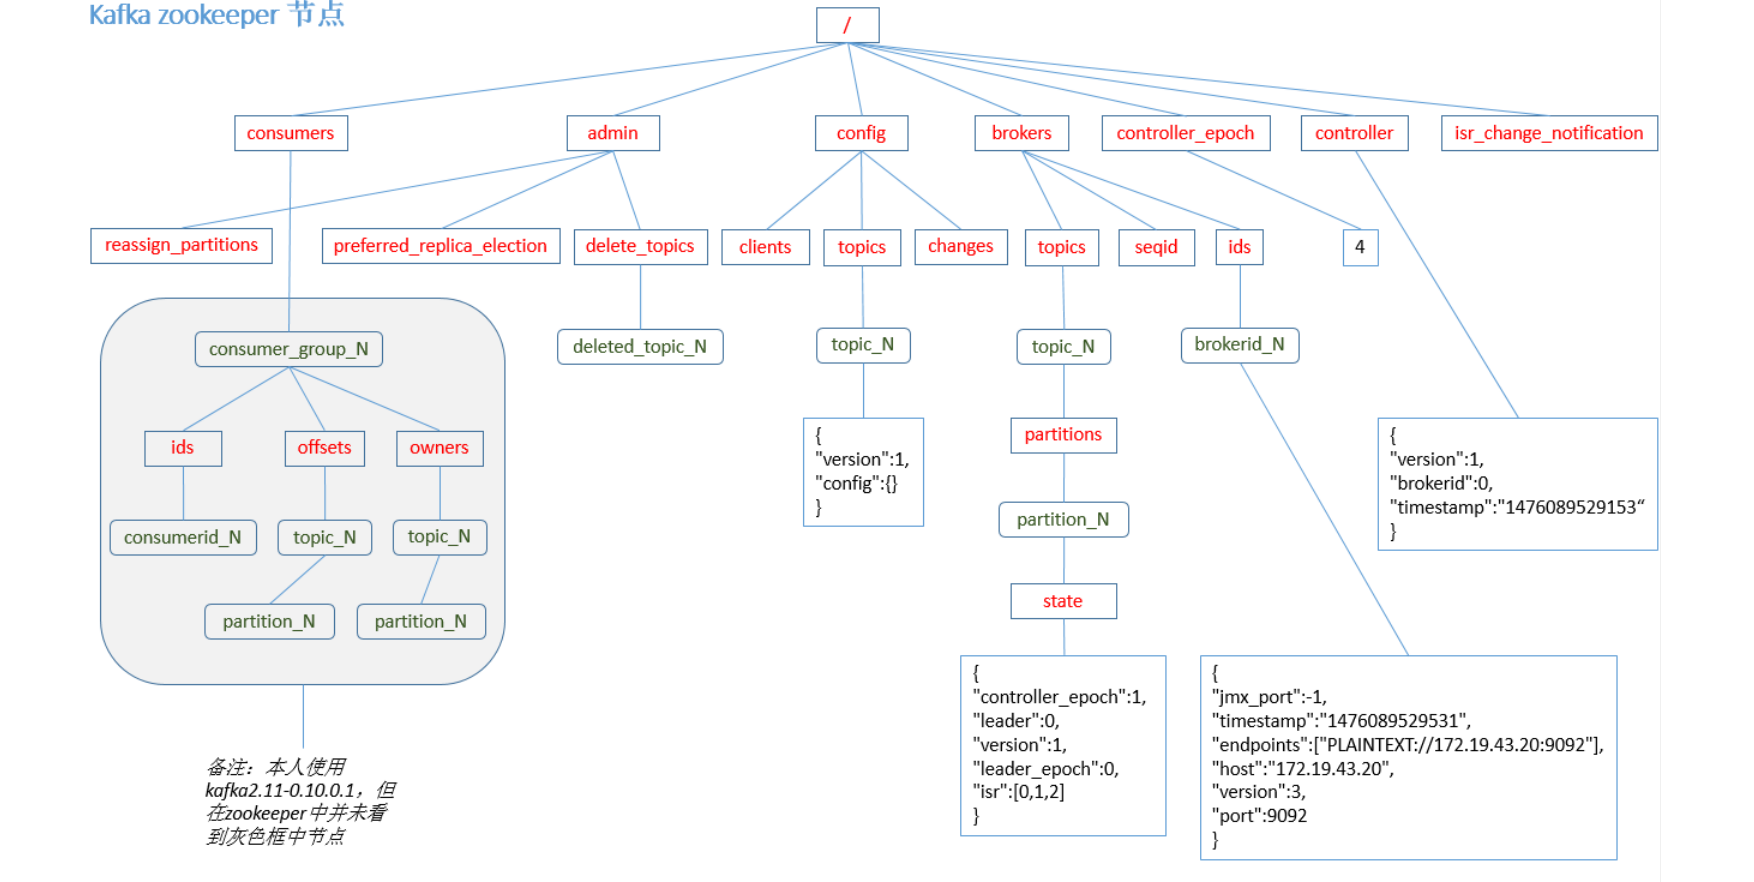 Kafka zookeeper 节点
/
consumers
admin
config
brokers
controller_epoch
controller
isr_change_notification
reassign_partitions
preferred_replica_election
delete_topics
clients
topics
changes
topics
seqid
ids
4
consumer_group_N
deleted_topic_N
topic_N
topic_N
brokerid_N
ids
offsets
owners
consumerid_N
topic_N
topic_N
partition_N
partition_N
{
"version":1,
"config":{}
}
partitions
partition_N
state
{
"version":1,
"brokerid":0,
"timestamp":"1476089529153“
}
{
"controller_epoch":1,
"leader":0,
"version":1,
"leader_epoch":0,
"isr":[0,1,2]
}
{
"jmx_port":-1,
"timestamp":"1476089529531",
"endpoints":["PLAINTEXT://172.19.43.20:9092"],
"host":"172.19.43.20",
"version":3,
"port":9092
}
备注：本人使用
kafka2.11-0.10.0.1，但
在zookeeper中并未看
到灰色框中节点